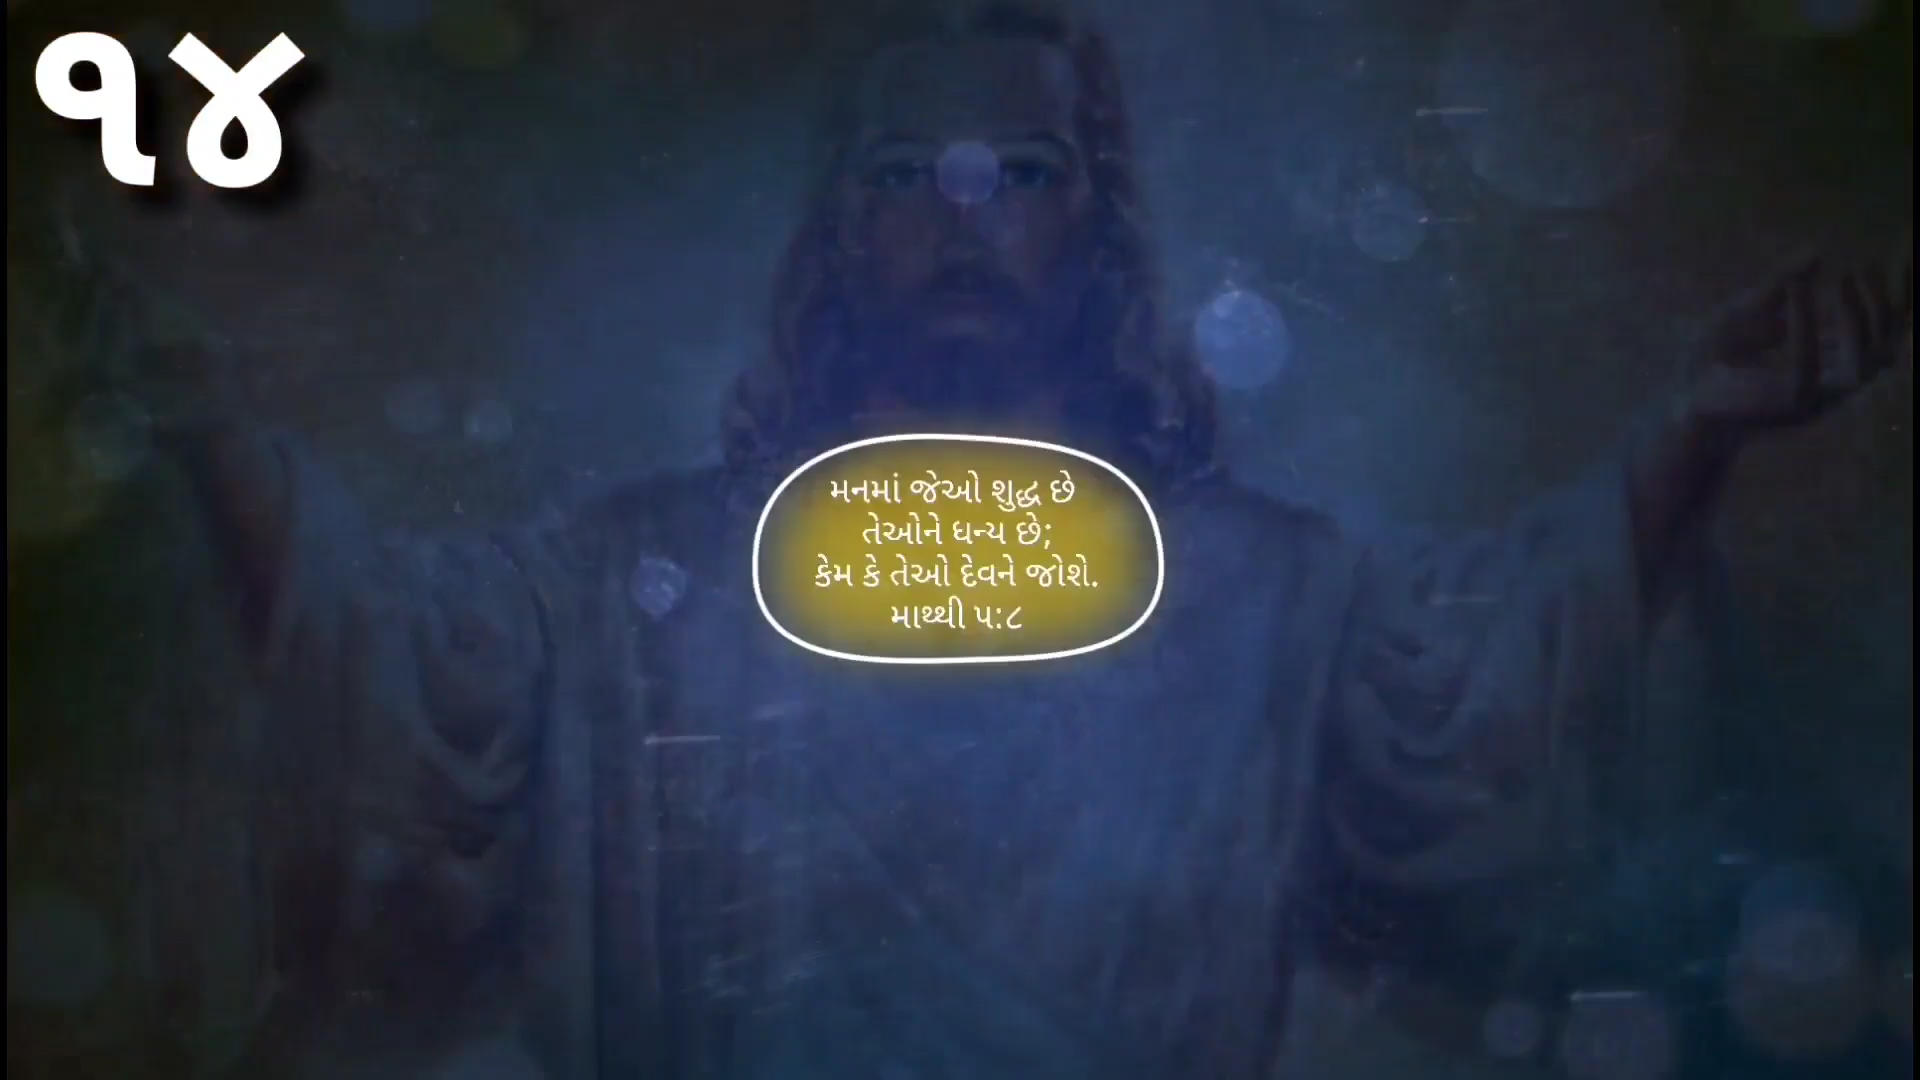 ૧૪
મનમાં જેઓ શુદ્ધ છે
તેઓને ધન્ય છે;
કેમ કે તેઓ દેવને જોશે.
માથ્થી ૫:૮